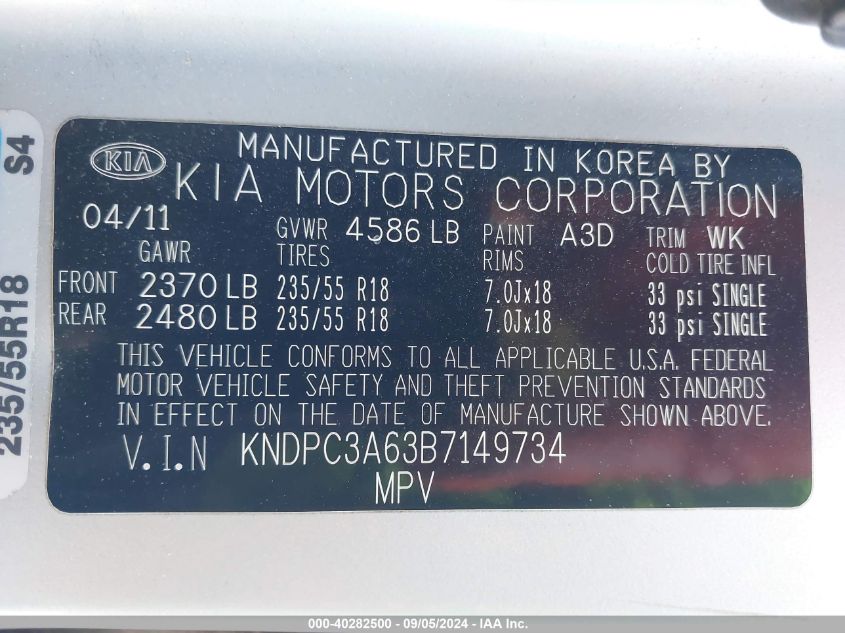 S4
235/55R18
KIA
MANUFACTURED IN KOREA BY
KIA MOTORS CORPORATION
04/11 GVWR 4586 LB PAINT A3D TRIM WK
GAWR TIRES RIMS COLD TIRE INFL
FRONT 2370 LB 235/55 R18 7.0Jx18 33 psi SINGLE
REAR 2480 LB 235/55 R18 7.0Jx18 33 psi SINGLE
THIS VEHICLE CONFORMS TO ALL APPLICABLE U.S.A. FEDERAL
MOTOR VEHICLE SAFETY AND THEFT PREVENTION STANDARDS
IN EFFECT ON THE DATE OF MANUFACTURE SHOWN ABOVE.
V.I.N KNDPC3A63B7149734
MPV
000-40282500 - 09/05/2024 - IAA Inc.